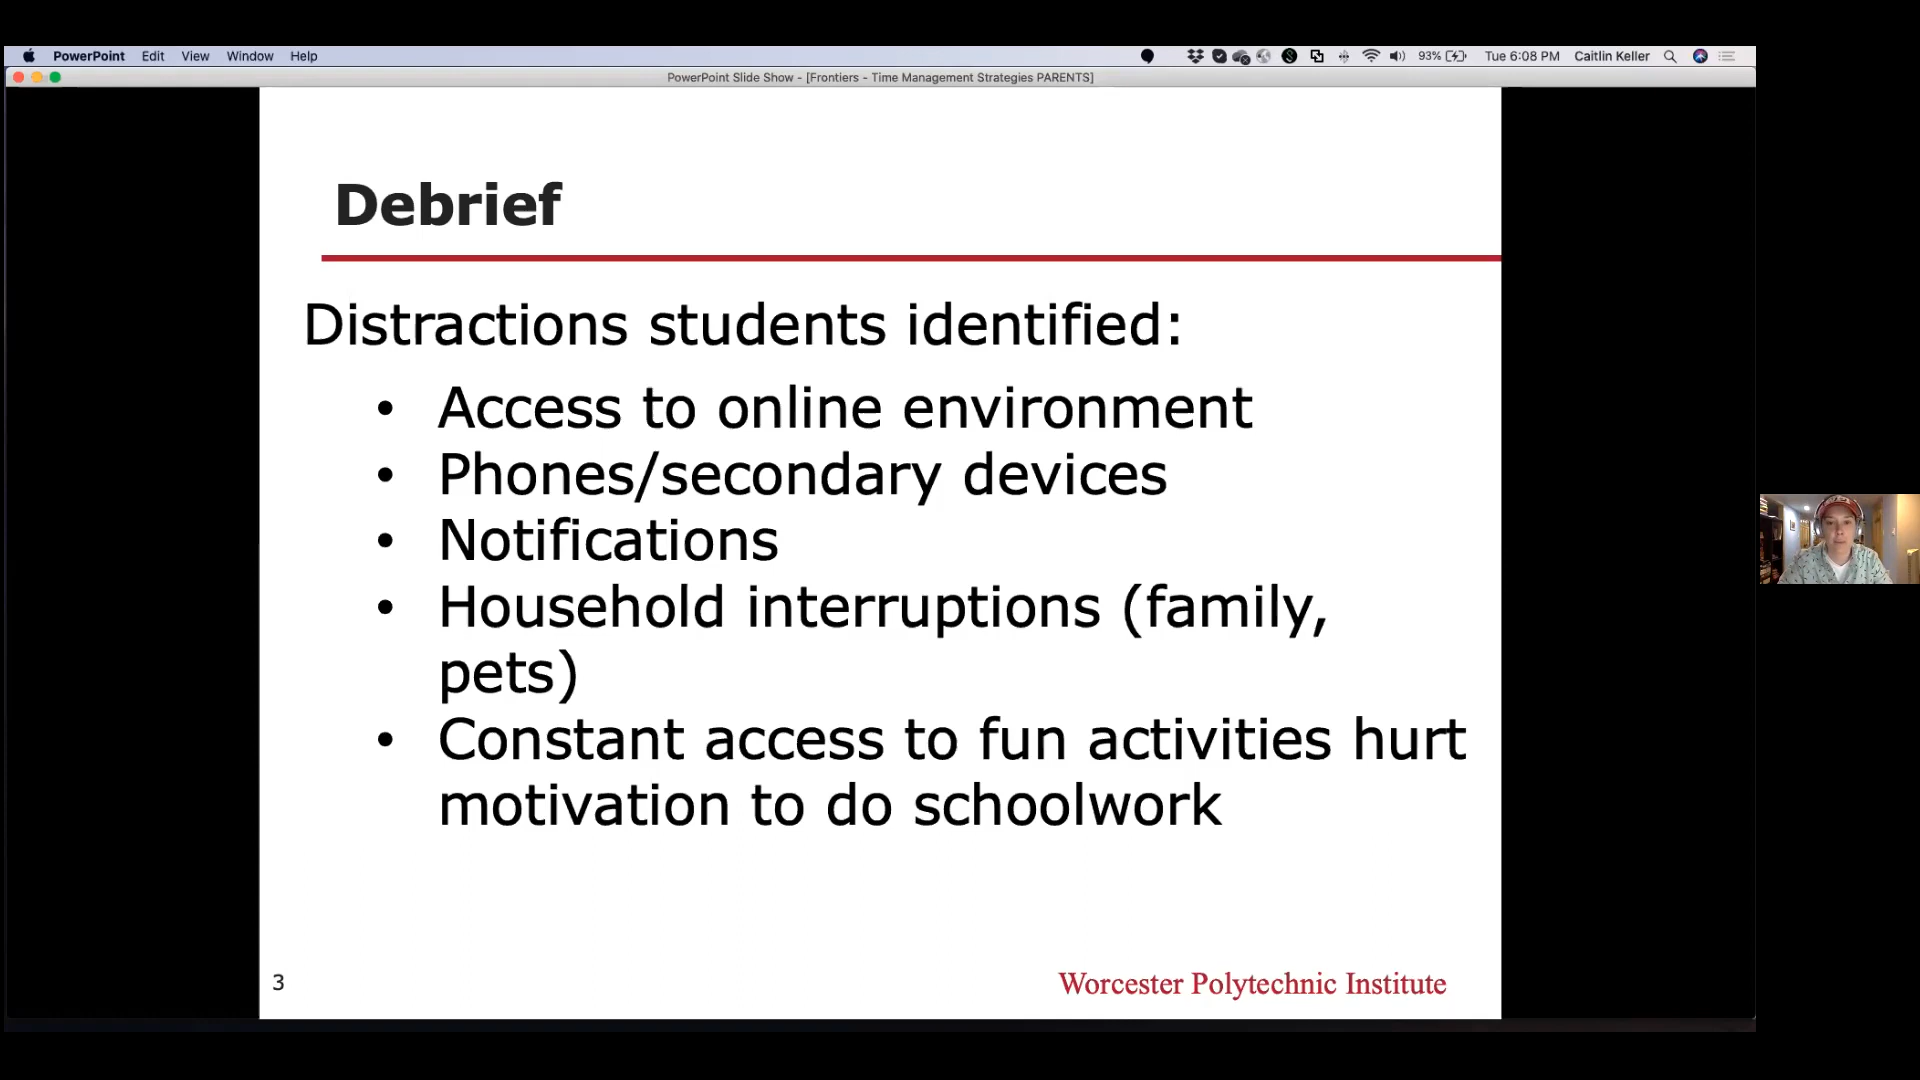 PowerPoint Edit View Window Help 93% Tue 6:08 PM Caitlin Keller
PowerPoint Slide Show - [Frontiers - Time Management Strategies PARENTS]
Debrief
Distractions students identified:
• Access to online environment
• Phones/secondary devices
• Notifications
• Household interruptions (family,
pets)
• Constant access to fun activities hurt
motivation to do schoolwork
3
Worcester Polytechnic Institute